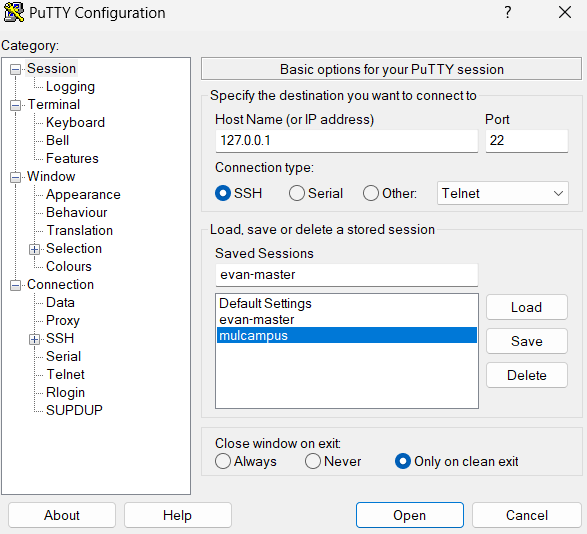 PuTTY Configuration
?
Category:
Session
Logging
Terminal
Keyboard
Bell
Features
Window
Appearance
Behaviour
Translation
Selection
Colours
Connection
Data
Proxy
SSH
Serial
Telnet
Rlogin
SUPDUP
Basic options for your PuTTY session
Specify the destination you want to connect to
Host Name (or IP address) Port
127.0.0.1 22
Connection type:
SSH Serial Other: Telnet
Load, save or delete a stored session
Saved Sessions
evan-master
Default Settings
evan-master
mulcampus
Load
Save
Delete
Close window on exit:
Always Never Only on clean exit
About Help Open Cancel